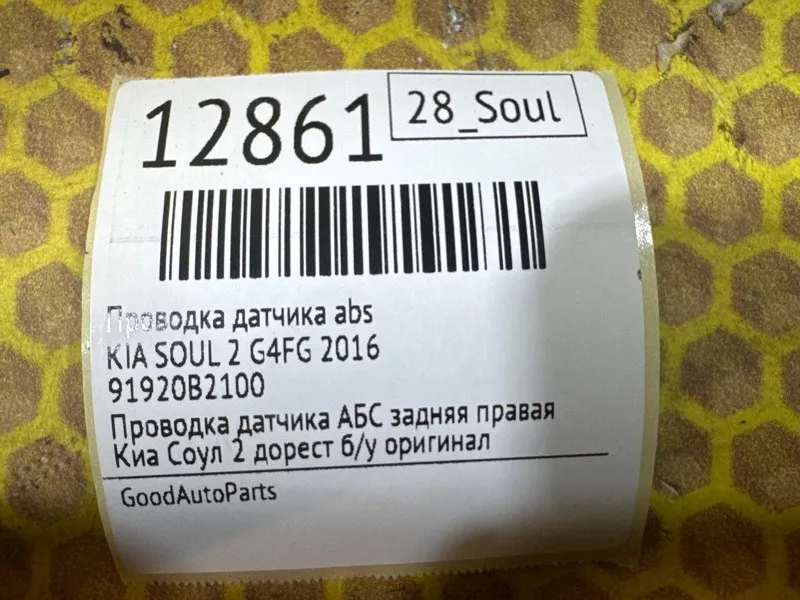 12861
28_Soul
Проводка датчика abs
KIA SOUL 2 G4FG 2016
91920B2100
Проводка датчика АБС задняя правая
Киа Соул 2 дорест б/у оригинал
GoodAutoParts